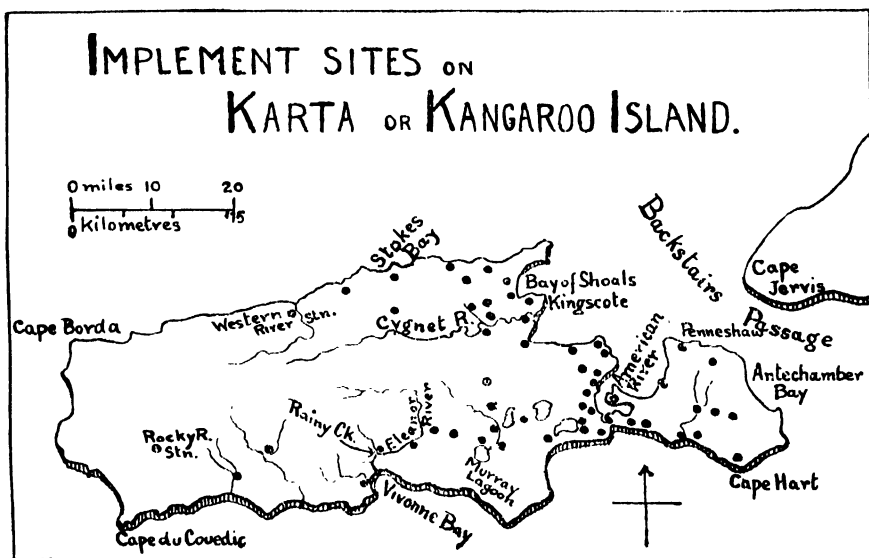 IMPLEMENT SITES ON
KARTA OR KANGAROO ISLAND.
0 miles 10 20
0 Kilometres
Backstairs
Passage
Stokes
Bay
Cape
Jervis
Bay of Shoals
Kingscote
Western
River Stn.
Cape Borda
Cygnet R.
American
River
Penneshaw
Antechamber
Bay
Rainy Ck.
Eleanor
River
Rocky R.
Stn.
Murray
Lagoon
Vivonne Bay
Cape Hart
Cape du Couedic